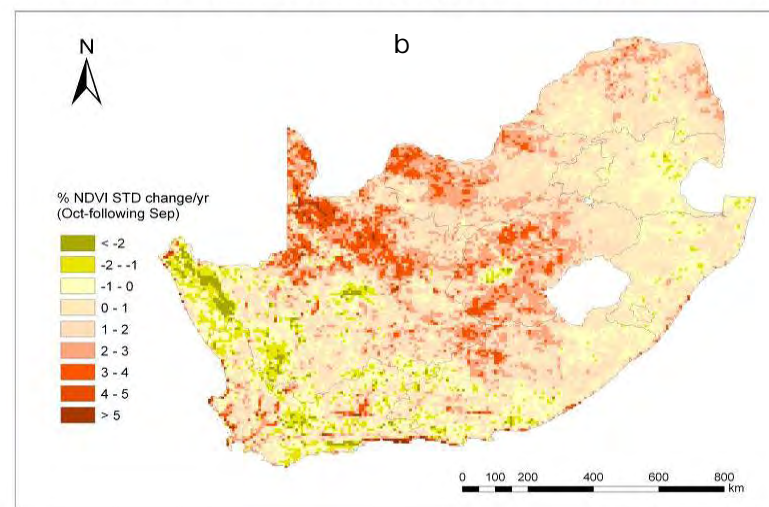 b
N
% NDVI STD change/yr
(Oct-following Sep)
< -2
-2 - -1
-1 - 0
0 - 1
1 - 2
2 - 3
3 - 4
4 - 5
> 5
0 100 200 400 600 800
km